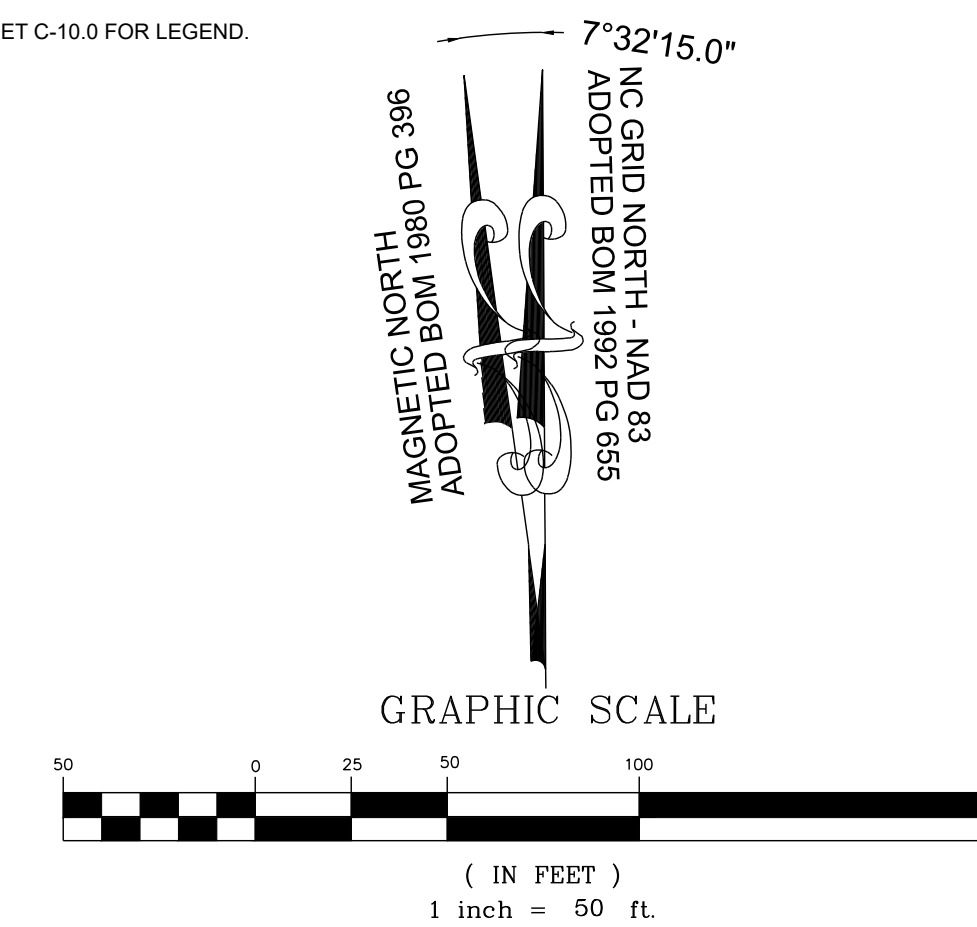 ET C-10.0 FOR LEGEND.
7°32'15.0"
MAGNETIC NORTH
ADOPTED BOM 1980 PG 396
NC GRID NORTH - NAD 83
ADOPTED BOM 1992 PG 655
GRAPHIC SCALE
50 0 25 50 100
( IN FEET )
1 inch = 50 ft.